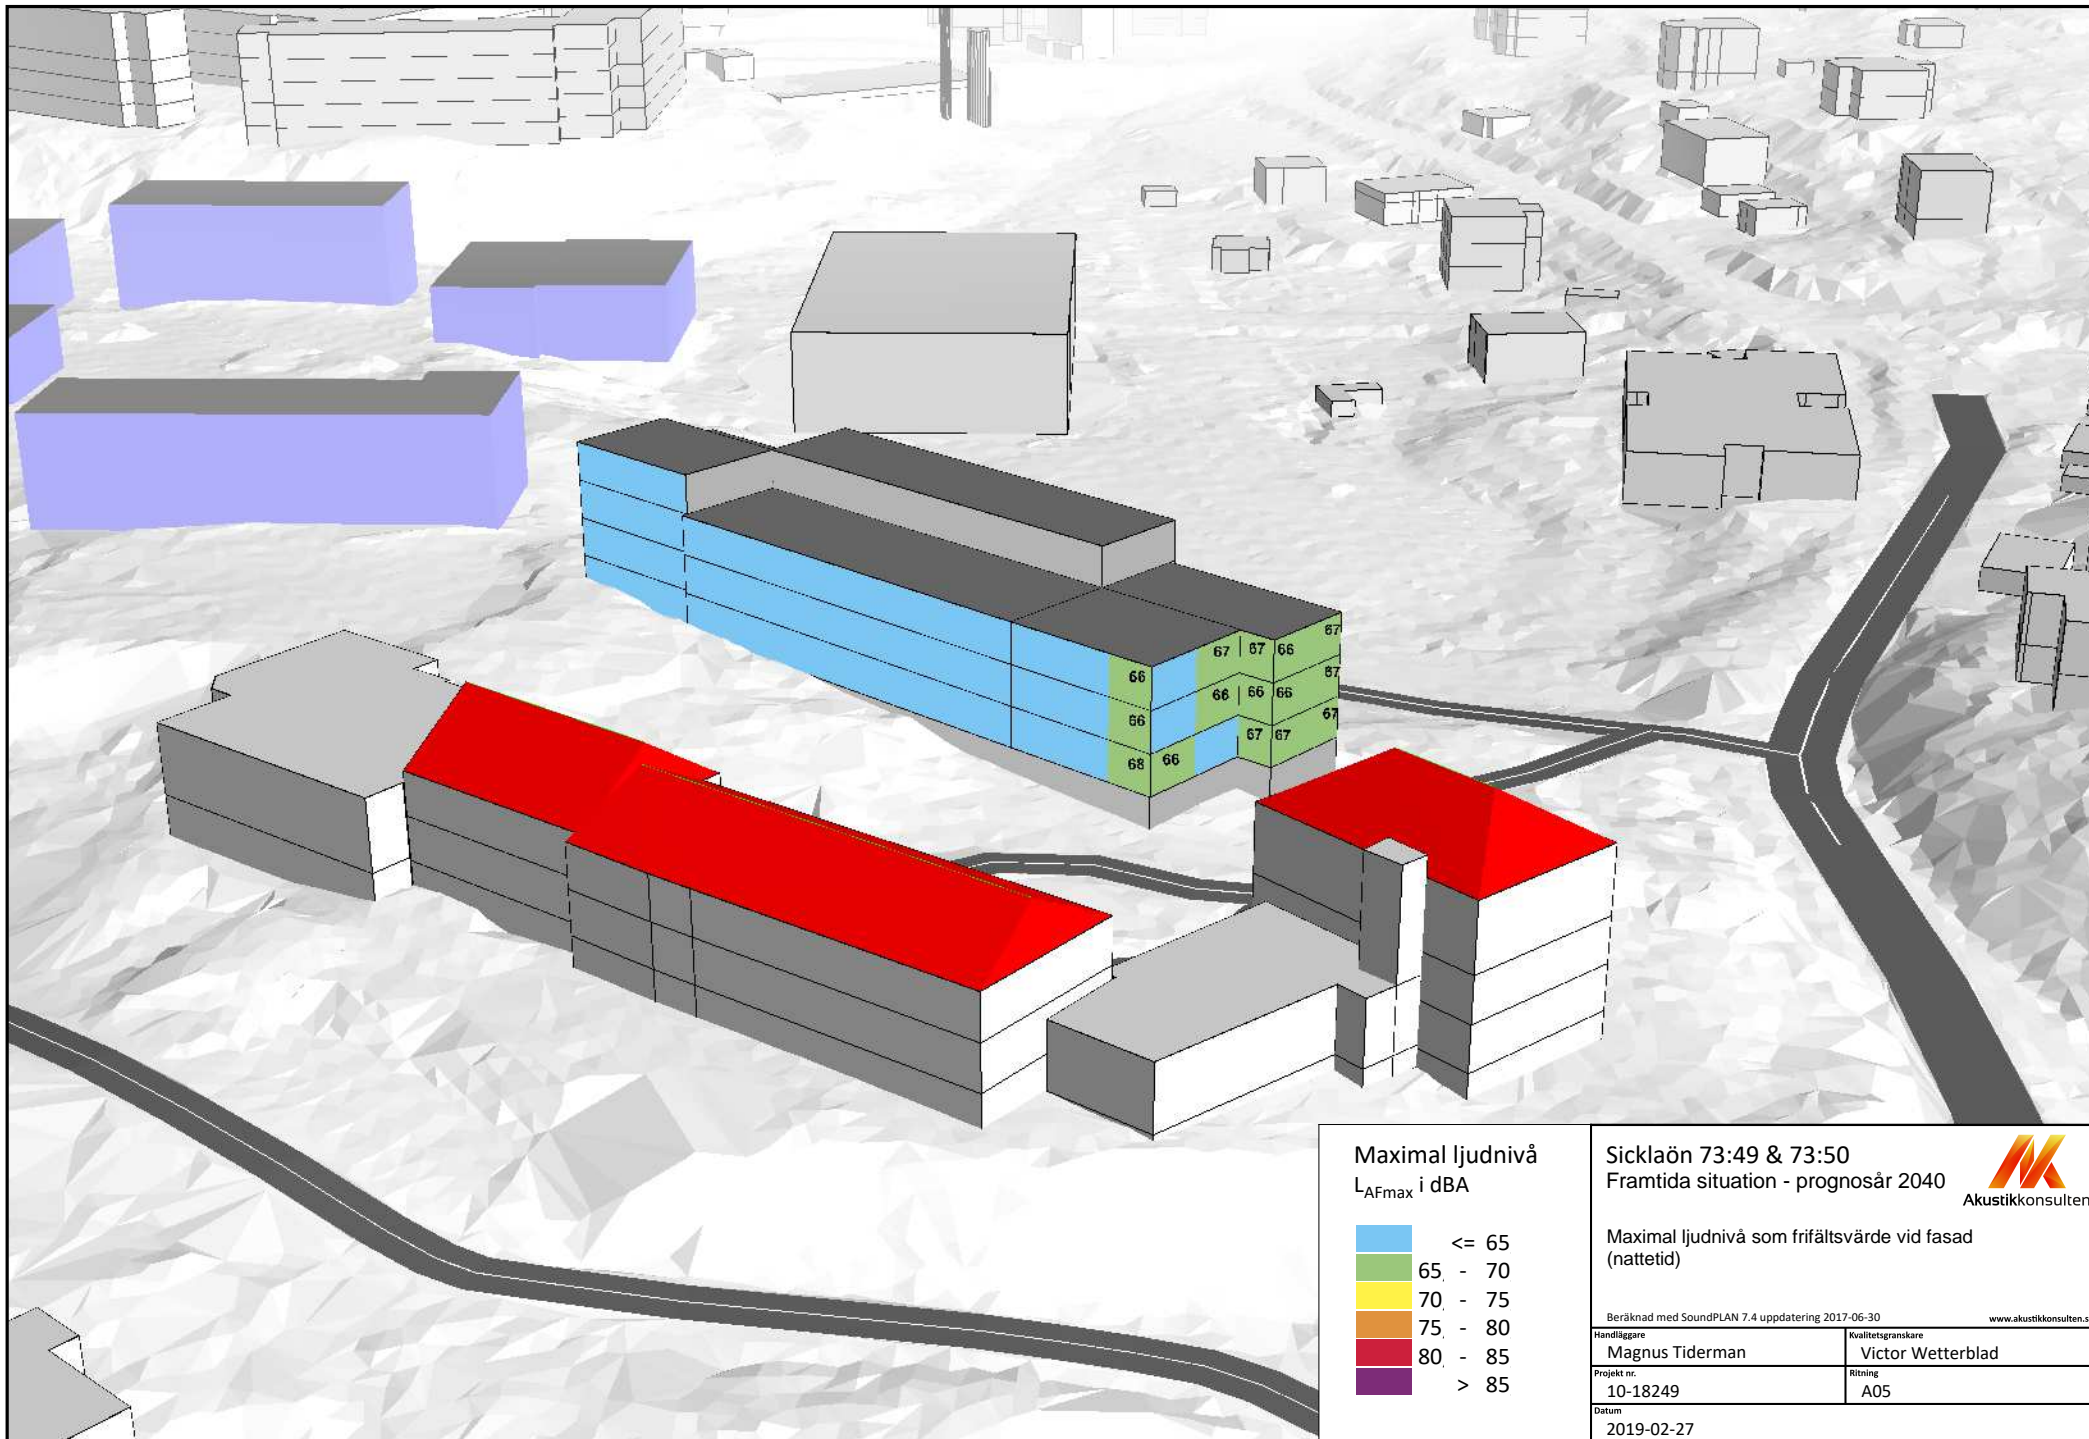 67
67 67 66
67
66
66 66 66
66
67
67 67
68 66
Maximal ljudnivå
LAFmax i dBA
<= 65
65 - 70
70 - 75
75 - 80
80 - 85
> 85
Sicklaön 73:49 & 73:50
Framtida situation - prognosår 2040
Akustikkonsulten
Maximal ljudnivå som frifältsvärde vid fasad
(nattetid)
Beräknad med SoundPLAN 7.4 uppdatering 2017-06-30
www.akustikkonsulten.s
Handläggare
Magnus Tiderman
Kvalitetsgranskare
Victor Wetterblad
Projekt nr.
10-18249
Ritning
A05
Datum
2019-02-27